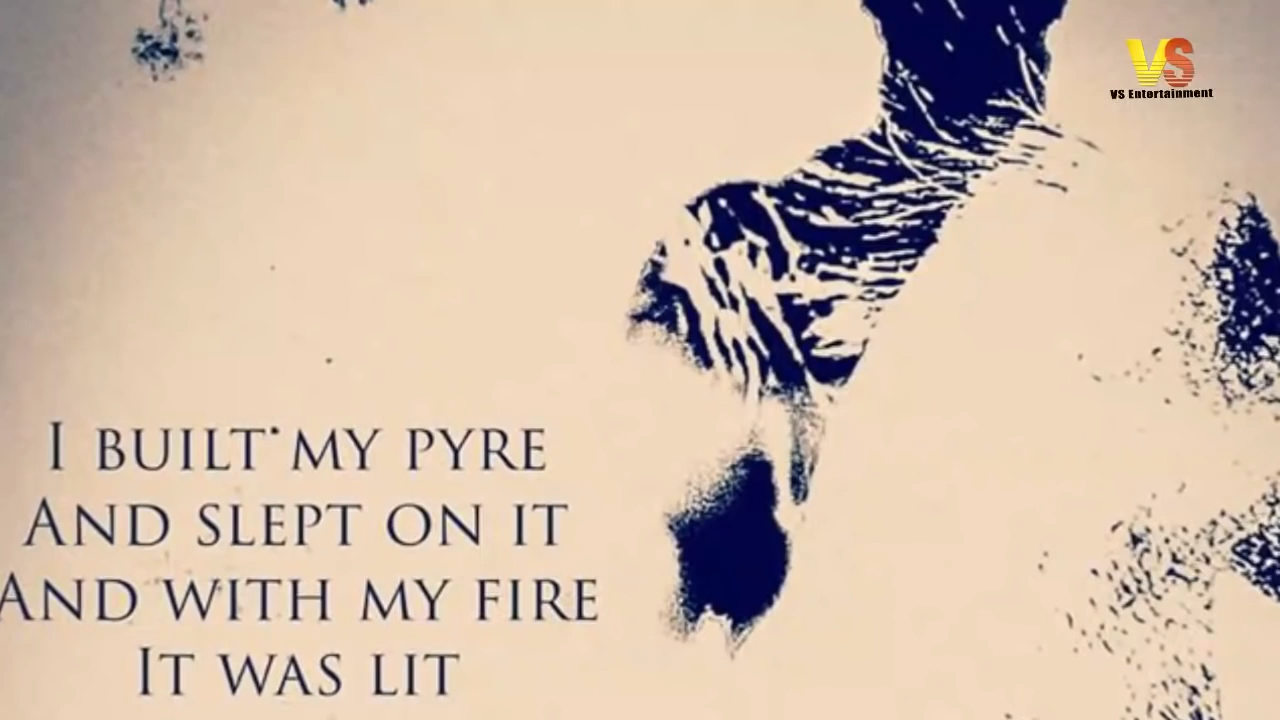 VS
VS Entertainment
I BUILT MY PYRE
AND SLEPT ON IT
AND WITH MY FIRE
IT WAS LIT